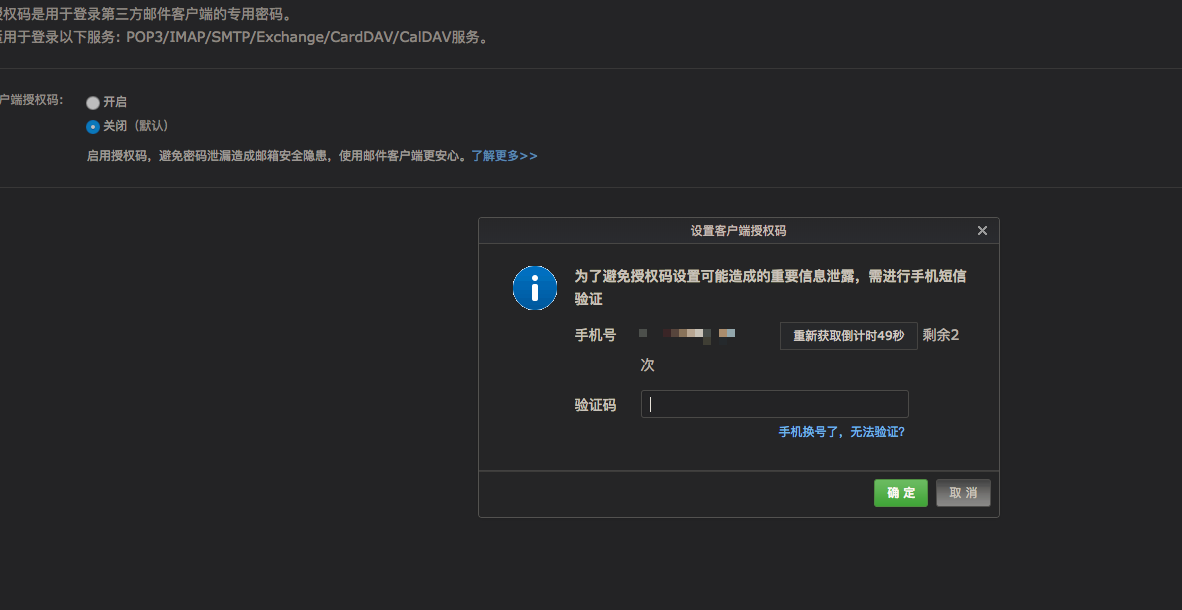 权码是用于登录第三方邮件客户端的专用密码。
用于登录以下服务：POP3/IMAP/SMTP/Exchange/CardDAV/CalDAV服务。
户端授权码：
开启
关闭（默认）
启用授权码，避免密码泄漏造成邮箱安全隐患，使用邮件客户端更安心。了解更多>>
设置客户端授权码
为了避免授权码设置可能造成的重要信息泄露，需进行手机短信
验证
手机号 重新获取倒计时49秒 剩余2
次
验证码
手机换号了，无法验证?
确 定 取 消